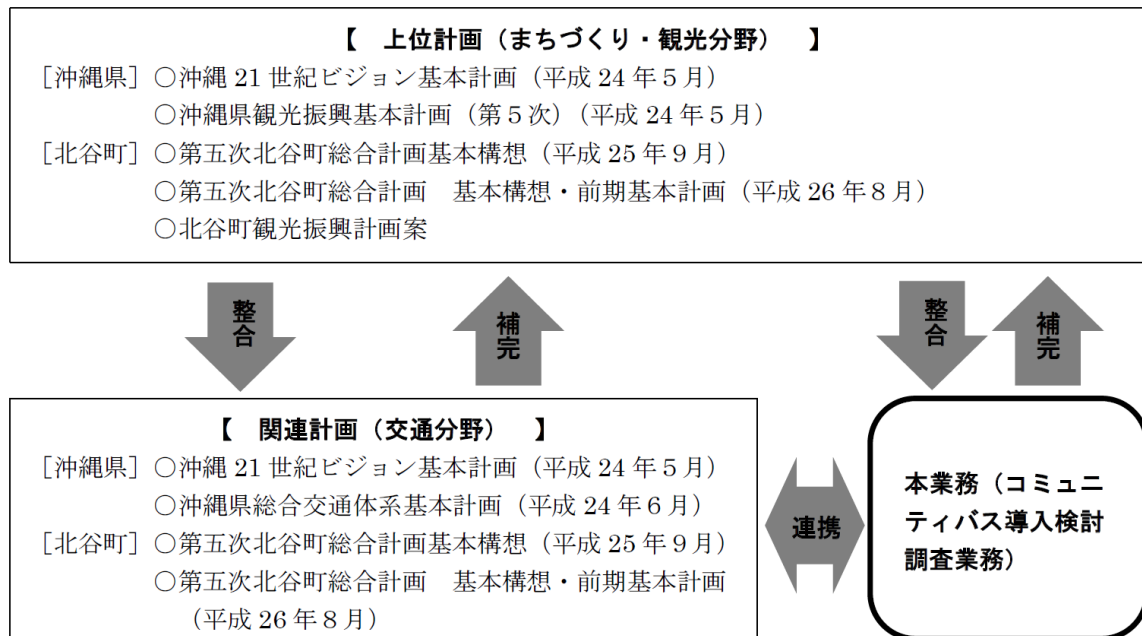 【　上位計画（まちづくり・観光分野）　】
［沖縄県］○沖縄 21 世紀ビジョン基本計画（平成 24 年５月）
○沖縄県観光振興基本計画（第５次）（平成 24 年５月）
［北谷町］○第五次北谷町総合計画基本構想（平成 25 年９月）
○第五次北谷町総合計画　基本構想・前期基本計画（平成 26 年８月）
○北谷町観光振興計画案
整合
補完
整合
補完
【　関連計画（交通分野）　】
［沖縄県］○沖縄 21 世紀ビジョン基本計画（平成 24 年５月）
○沖縄県総合交通体系基本計画（平成 24 年６月）
［北谷町］○第五次北谷町総合計画基本構想（平成 25 年９月）
○第五次北谷町総合計画　基本構想・前期基本計画
（平成 26 年８月）
連携
本業務（コミュニ
ティバス導入検討
調査業務）